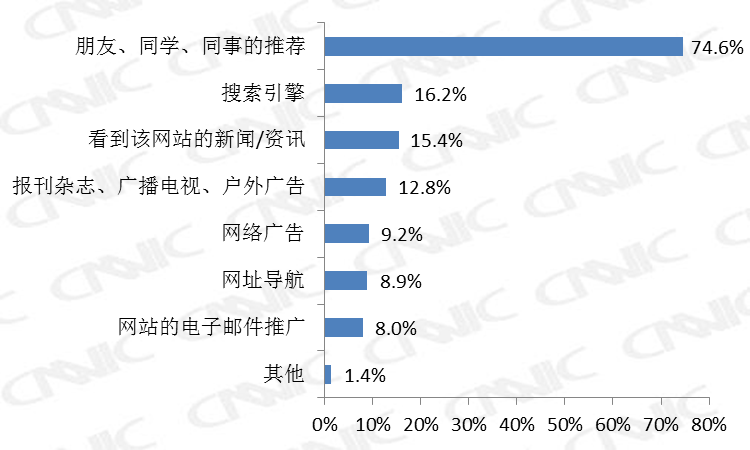 朋友、同学、同事的推荐 74.6%
搜索引擎 16.2%
看到该网站的新闻/资讯 15.4%
报刊杂志、广播电视、户外广告 12.8%
网络广告 9.2%
网址导航 8.9%
网站的电子邮件推广 8.0%
其他 1.4%
0% 10% 20% 30% 40% 50% 60% 70% 80%